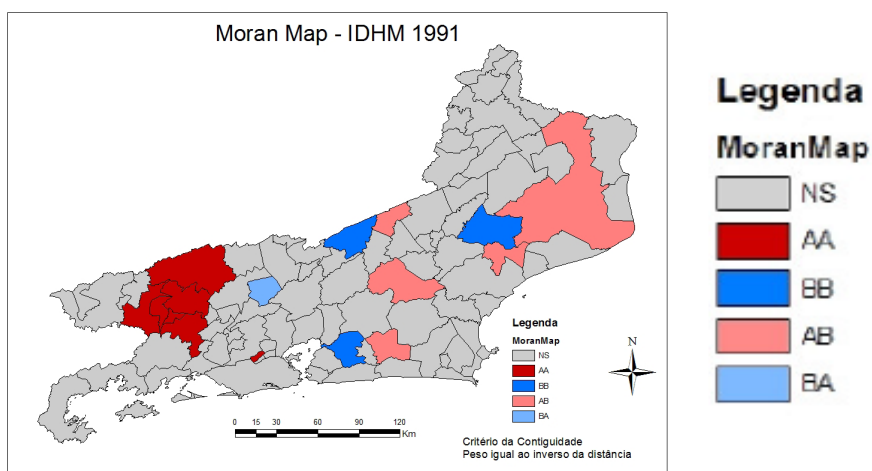 Moran Map - IDHM 1991
Legenda
MoranMap
NS
AA
BB
AB
BA
N
0 15 30 60 90 120
Km
Critério da Contiguidade
Peso igual ao inverso da distância
Legenda
MoranMap
NS
AA
BB
AB
BA